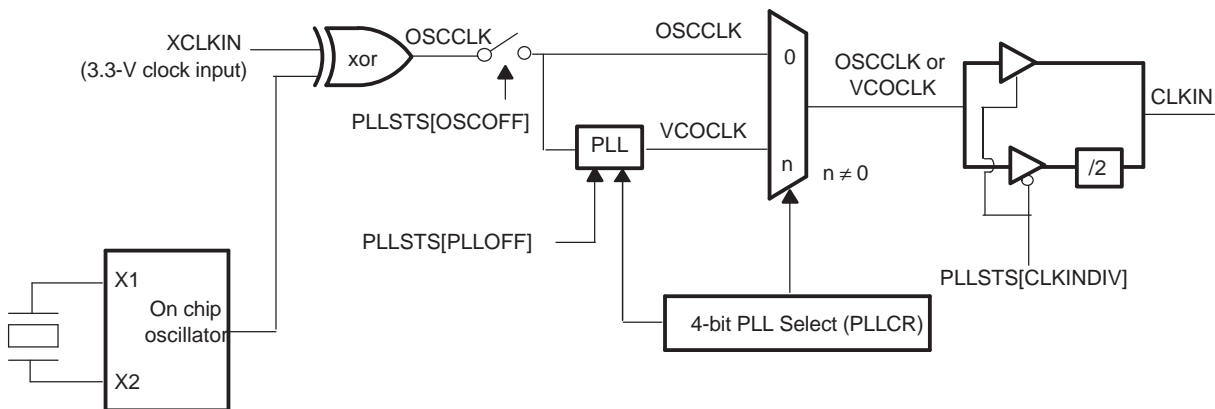 XCLKIN
(3.3-V clock input)
xor
OSCCLK
PLLSTS[OSCOFF]
OSCCLK
0
PLL
VCOCLK
n
n ≠ 0
OSCCLK or
VCOCLK
CLKIN
/2
PLLSTS[PLLOFF]
PLLSTS[CLKINDIV]
X1
On chip
oscillator
X2
4-bit PLL Select (PLLCR)